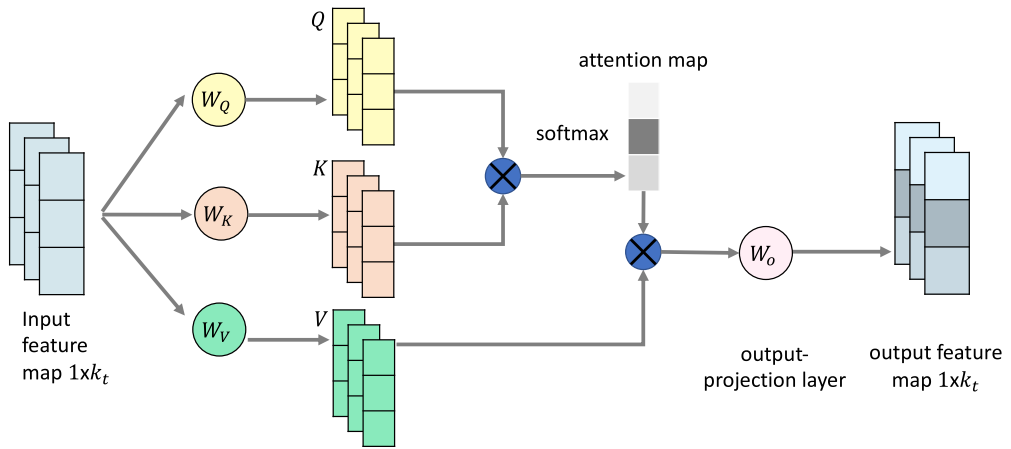 Q
attention map
W_Q
softmax
K
W_K
W_o
V
W_V
Input
feature
map 1x𝑘_𝑡
output-
projection layer
output feature
map 1x𝑘_𝑡